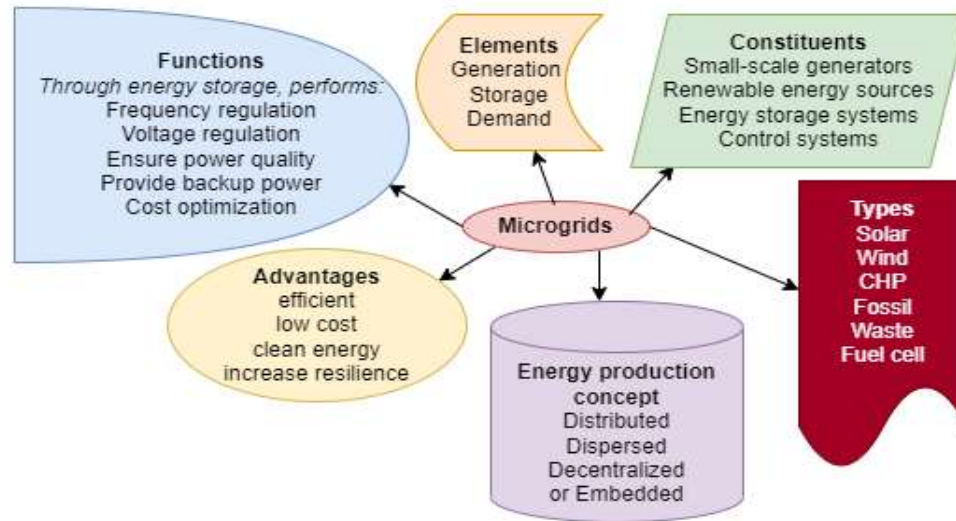 Functions
Through energy storage, performs:
Frequency regulation
Voltage regulation
Ensure power quality
Provide backup power
Cost optimization
Elements
Generation
Storage
Demand
Constituents
Small-scale generators
Renewable energy sources
Energy storage systems
Control systems
Microgrids
Types
Solar
Wind
CHP
Fossil
Waste
Fuel cell
Advantages
efficient
low cost
clean energy
increase resilience
Energy production
concept
Distributed
Dispersed
Decentralized
or Embedded